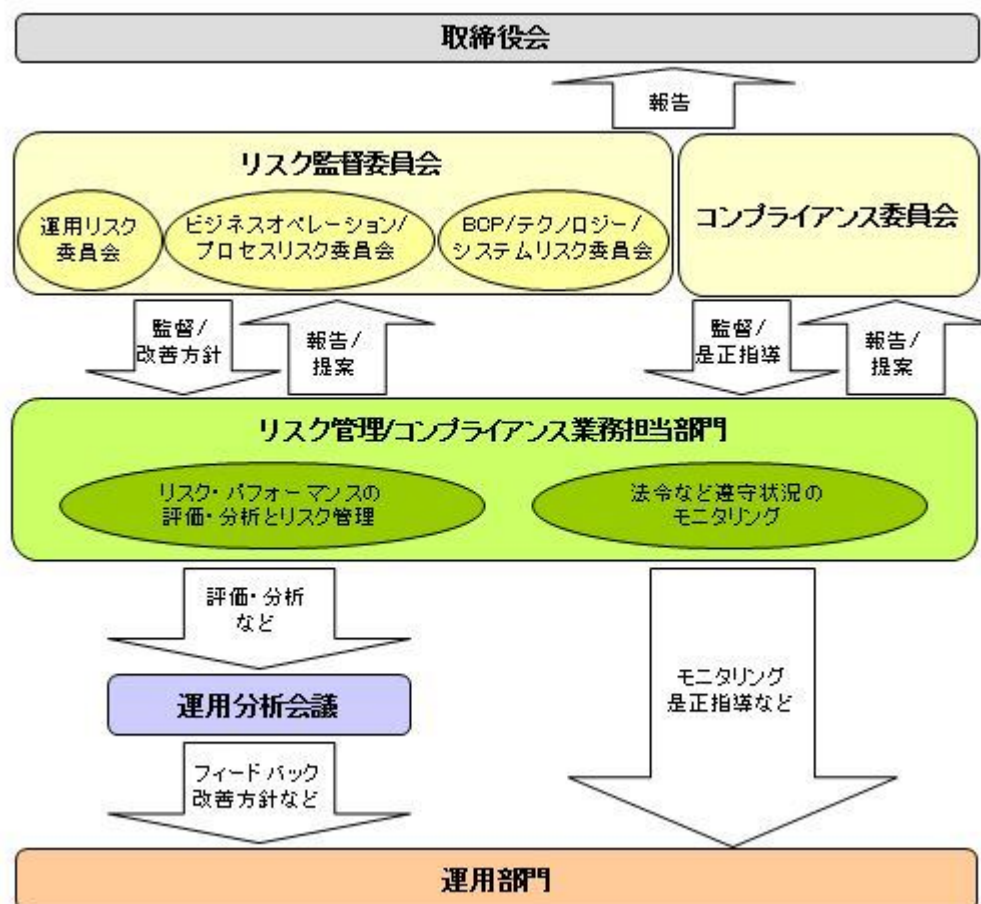 取締役会
報告
リスク監督委員会
運用リスク
委員会
ビジネスオペレーション/
プロセスリスク委員会
BCP/テクノロジー/
システムリスク委員会
コンプライアンス委員会
監督/
改善方針
報告/
提案
監督/
是正指導
報告/
提案
リスク管理/コンプライアンス業務担当部門
リスク・パフォーマンスの
評価・分析とリスク管理
法令など遵守状況の
モニタリング
評価・分析
など
運用分析会議
モニタリング
是正指導など
フィードバック
改善方針など
運用部門